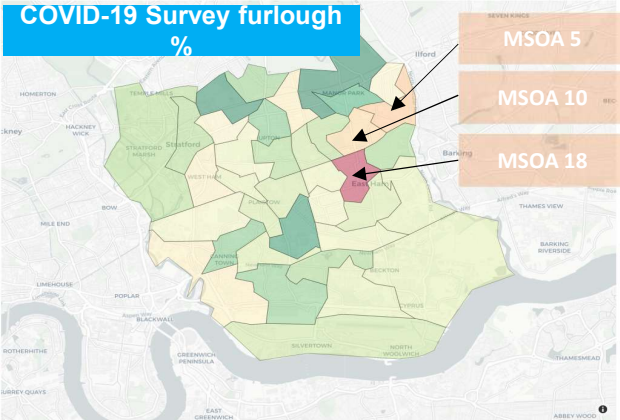 COVID-19 Survey furlough
%
SEVEN KINGS
MSOA 5
Ilford
MSOA 10
MSOA 18
HOMERTON
TEMPLE MILLS
MANOR PARK
HACKNEY
WICK
STRATFORD
MARSH
Stratford
UPTON
Barking
WEST HAM
East Ham
BOW
PLAISTOW
THAMES VIEW
MILE END
BARKING
RIVERSIDE
CANNING
TOWN
BECKTON
LIMEHOUSE
POPLAR
CYPRUS
BLACKWALL
SILVERTOWN
NORTH
WOOLWICH
ROTHERHITHE
GREENWICH
PENINSULA
THAMESMEAD
SURREY QUAYS
EAST
GREENWICH
ABBEY WOOD